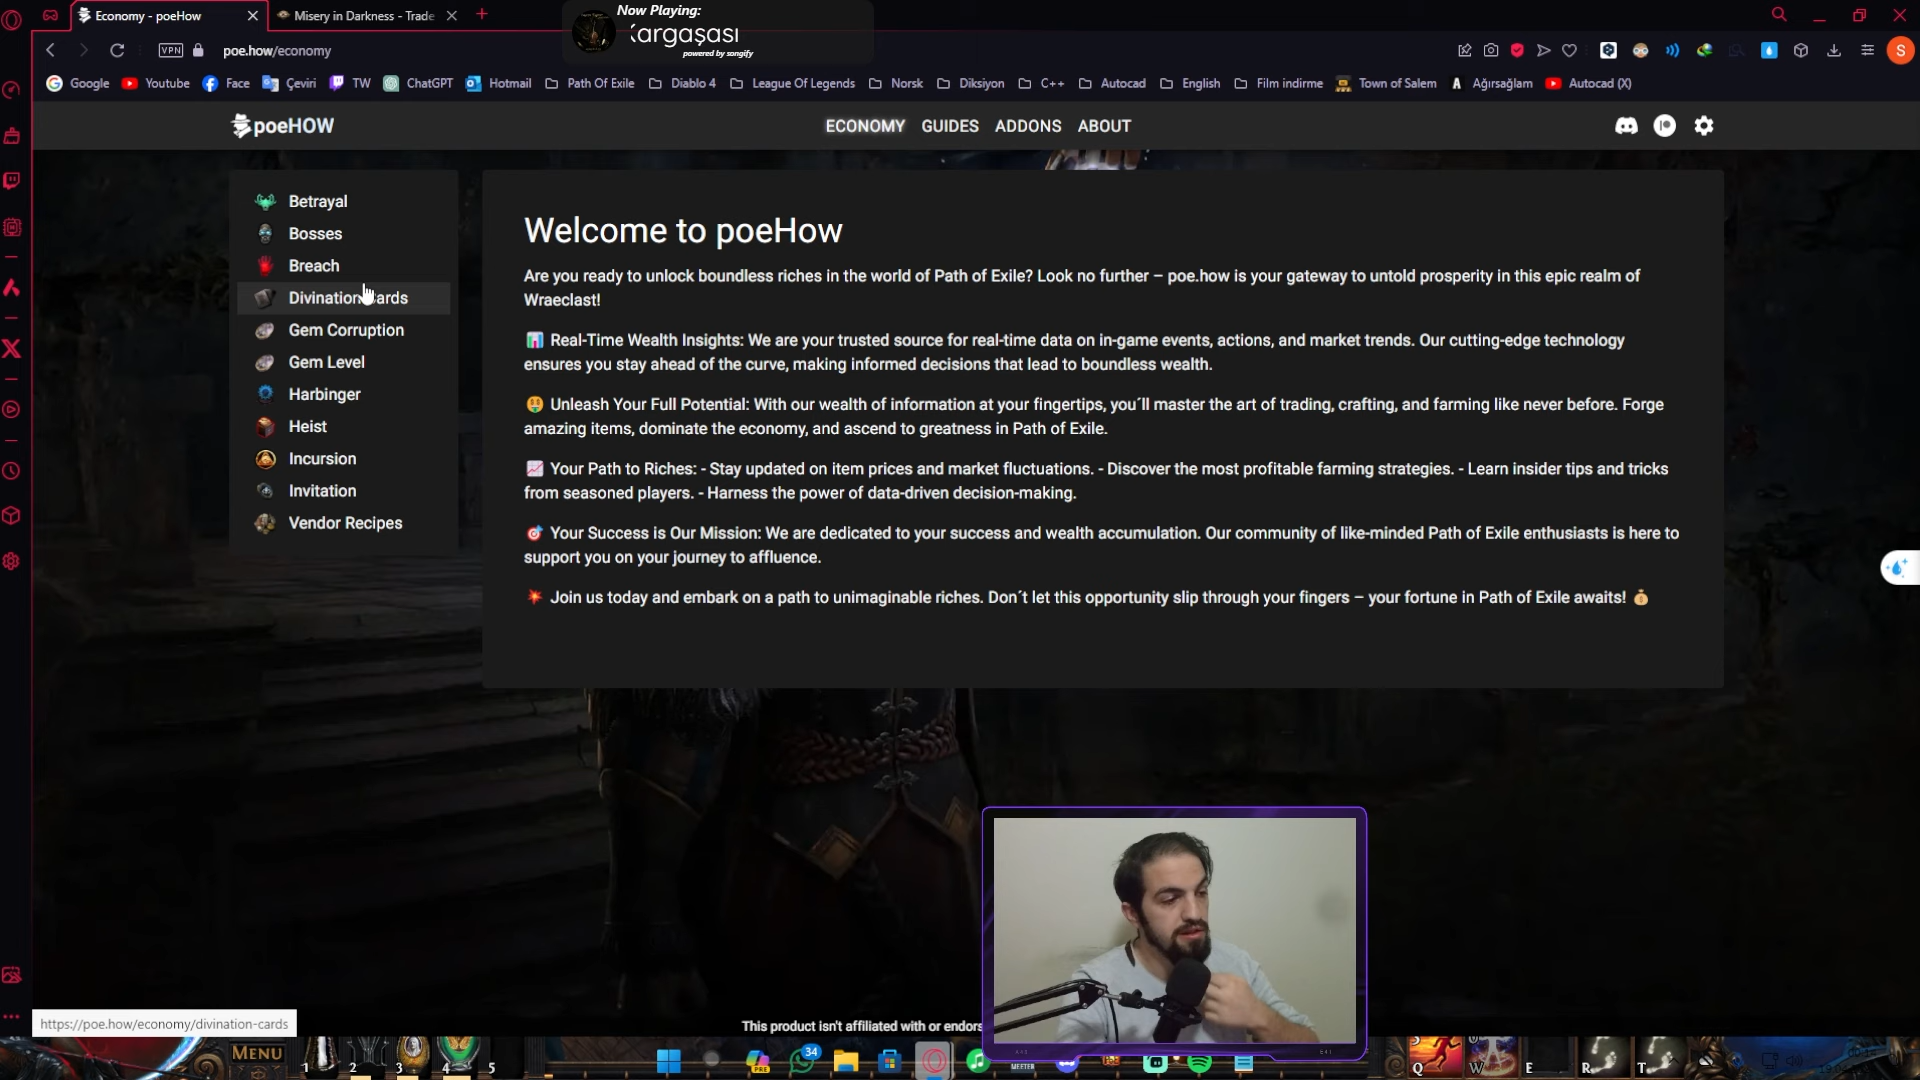 Now Playing:
Kargaşası
powered by songify
Economy - poeHow
Misery in Darkness - Trade
VPN
poe.how/economy
S
Google
Youtube
Face
Çeviri
TW
ChatGPT
Hotmail
Path Of Exile
Diablo 4
League Of Legends
Norsk
Diksiyon
C++
Autocad
English
Film indirme
Town of Salem
A
Ağırsağlam
Autocad (X)
poeHOW
ECONOMY
GUIDES
ADDONS
ABOUT
Betrayal
Bosses
Breach
Divination Cards
Gem Corruption
Gem Level
Harbinger
Heist
Incursion
Invitation
Vendor Recipes
Welcome to poeHow
Are you ready to unlock boundless riches in the world of Path of Exile? Look no further – poe.how is your gateway to untold prosperity in this epic realm of
Wraeclast!
📊 Real-Time Wealth Insights: We are your trusted source for real-time data on in-game events, actions, and market trends. Our cutting-edge technology
ensures you stay ahead of the curve, making informed decisions that lead to boundless wealth.
🤑 Unleash Your Full Potential: With our wealth of information at your fingertips, you´ll master the art of trading, crafting, and farming like never before. Forge
amazing items, dominate the economy, and ascend to greatness in Path of Exile.
📈 Your Path to Riches: - Stay updated on item prices and market fluctuations. - Discover the most profitable farming strategies. - Learn insider tips and tricks
from seasoned players. - Harness the power of data-driven decision-making.
🎯 Your Success is Our Mission: We are dedicated to your success and wealth accumulation. Our community of like-minded Path of Exile enthusiasts is here to
support you on your journey to affluence.
💥 Join us today and embark on a path to unimaginable riches. Don´t let this opportunity slip through your fingers – your fortune in Path of Exile awaits! 💰
This product isn't affiliated with or endors
https://poe.how/economy/divination-cards
MENU
1
2
3
4
5
PRE
34
MEETER
Q
W
E
R
T